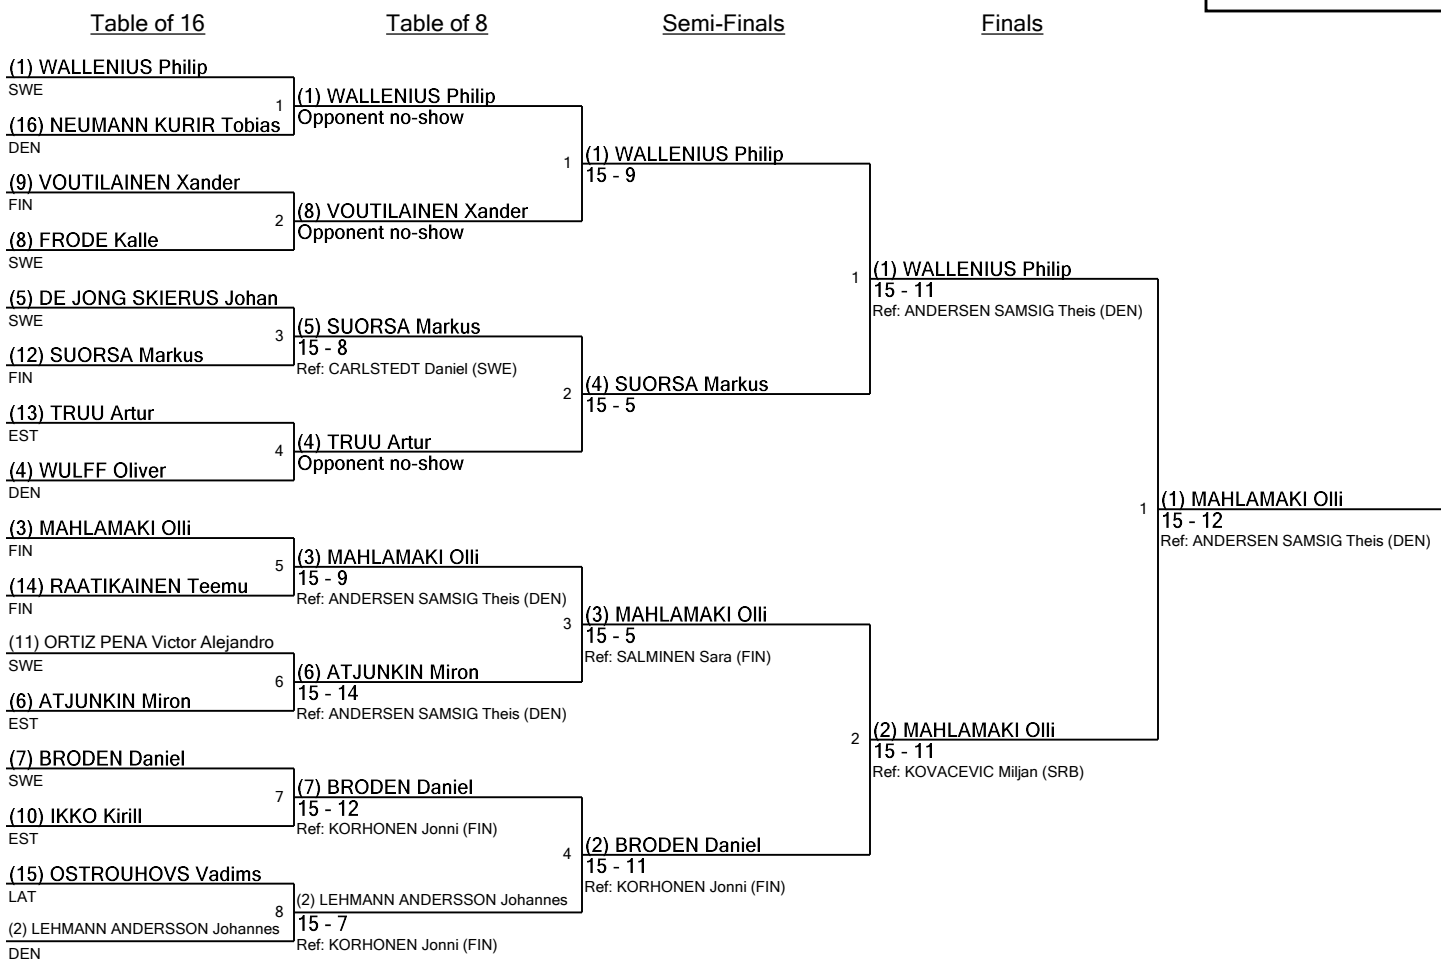 Table of 16
Table of 8
Semi-Finals
Finals
(1) WALLENIUS Philip
SWE
1
(16) NEUMANN KURIR Tobias
DEN
(9) VOUTILAINEN Xander
FIN
2
(8) FRODE Kalle
SWE
(5) DE JONG SKIERUS Johan
SWE
3
(12) SUORSA Markus
FIN
(13) TRUU Artur
EST
4
(4) WULFF Oliver
DEN
(3) MAHLAMAKI Olli
FIN
5
(14) RAATIKAINEN Teemu
FIN
(11) ORTIZ PENA Victor Alejandro
SWE
6
(6) ATJUNKIN Miron
EST
(7) BRODEN Daniel
SWE
7
(10) IKKO Kirill
EST
(15) OSTROUHOVS Vadims
LAT
8
(2) LEHMANN ANDERSSON Johannes
DEN
(1) WALLENIUS Philip
Opponent no-show
1
(8) VOUTILAINEN Xander
Opponent no-show
(5) SUORSA Markus
15 - 8
Ref: CARLSTEDT Daniel (SWE)
2
(4) TRUU Artur
Opponent no-show
(3) MAHLAMAKI Olli
15 - 9
Ref: ANDERSEN SAMSIG Theis (DEN)
3
(6) ATJUNKIN Miron
15 - 14
Ref: ANDERSEN SAMSIG Theis (DEN)
(7) BRODEN Daniel
15 - 12
Ref: KORHONEN Jonni (FIN)
4
(2) LEHMANN ANDERSSON Johannes
15 - 7
Ref: KORHONEN Jonni (FIN)
(1) WALLENIUS Philip
15 - 9
1
(4) SUORSA Markus
15 - 5
(3) MAHLAMAKI Olli
15 - 5
Ref: SALMINEN Sara (FIN)
2
(2) BRODEN Daniel
15 - 11
Ref: KORHONEN Jonni (FIN)
(1) WALLENIUS Philip
15 - 11
Ref: ANDERSEN SAMSIG Theis (DEN)
1
(2) MAHLAMAKI Olli
15 - 11
Ref: KOVACEVIC Miljan (SRB)
(1) MAHLAMAKI Olli
15 - 12
Ref: ANDERSEN SAMSIG Theis (DEN)